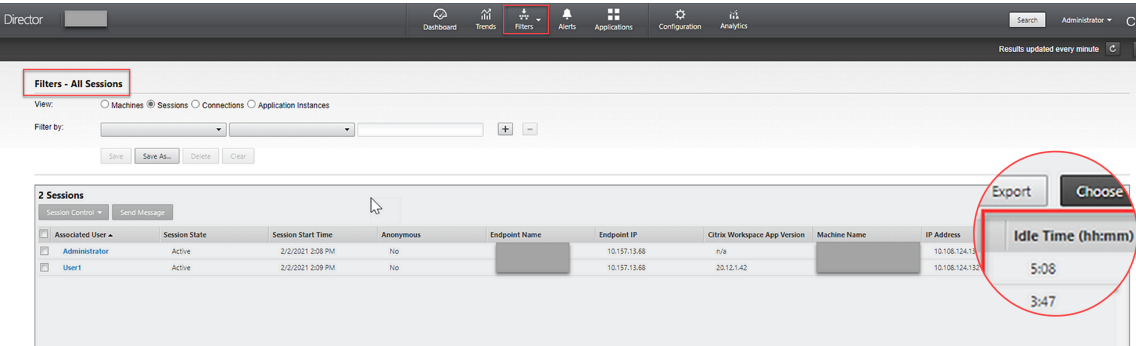 Director
Dashboard Trends Filters Alerts Applications Configuration Analytics
Search Administrator
Results updated every minute
Filters - All Sessions
View: Machines Sessions Connections Application Instances
Filter by:
+ -
Save Save As... Delete Clear
2 Sessions
Export Choose
Session Control Send Message
Associated User Session State Session Start Time Anonymous Endpoint Name Endpoint IP Citrix Workspace App Version Machine Name IP Address Idle Time (hh:mm)
Administrator Active 2/2/2021 2:08 PM No 10.157.13.68 n/a 5:08
User1 Active 2/2/2021 2:09 PM No 10.157.13.68 20.12.1.42 3:47